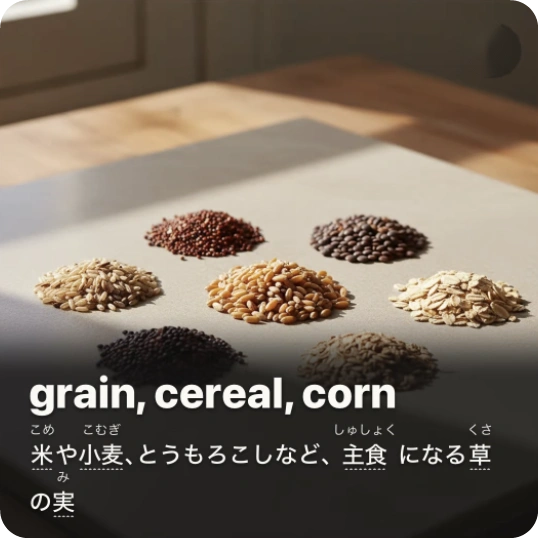 grain, cereal, corn
こめ こむぎ しゅしょく くさ
米や小麦、とうもろこしなど、主食 になる草
み
の実